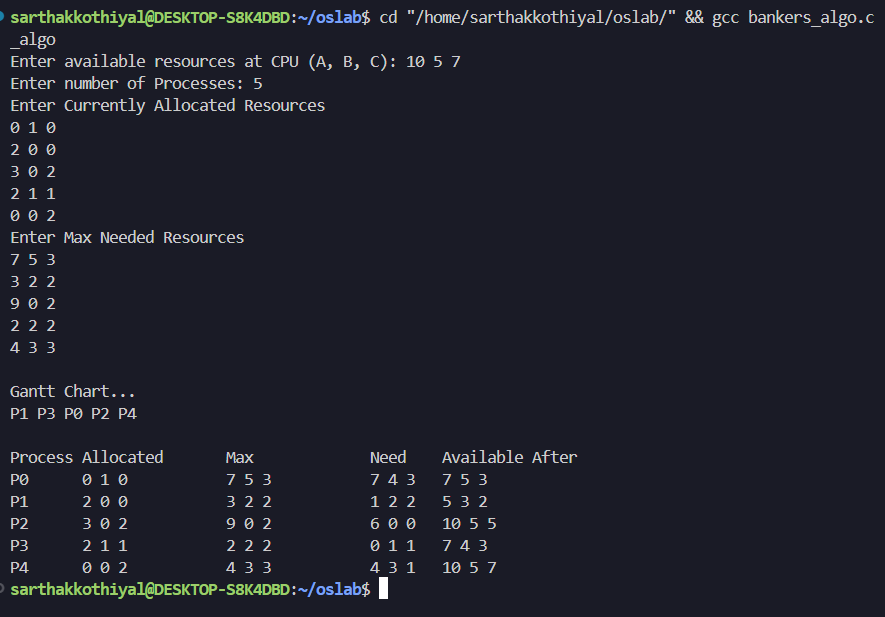 sarthakkothiyal@DESKTOP-S8K4DBD:~/oslab$ cd "/home/sarthakkothiyal/oslab/" && gcc bankers_algo.c
_algo
Enter available resources at CPU (A, B, C): 10 5 7
Enter number of Processes: 5
Enter Currently Allocated Resources
0 1 0
2 0 0
3 0 2
2 1 1
0 0 2
Enter Max Needed Resources
7 5 3
3 2 2
9 0 2
2 2 2
4 3 3

Gantt Chart...
P1 P3 P0 P2 P4

Process Allocated       Max             Need    Available After
P0      0 1 0           7 5 3           7 4 3   7 5 3
P1      2 0 0           3 2 2           1 2 2   5 3 2
P2      3 0 2           9 0 2           6 0 0   10 5 5
P3      2 1 1           2 2 2           0 1 1   7 4 3
P4      0 0 2           4 3 3           4 3 1   10 5 7
sarthakkothiyal@DESKTOP-S8K4DBD:~/oslab$